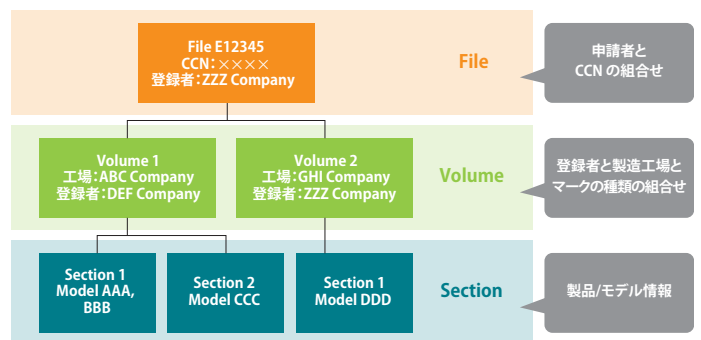 File E12345
CCN：××××
登録者：ZZZ Company
File
申請者と
CCN の組合せ
Volume 1
工場：ABC Company
登録者：DEF Company
Volume 2
工場：GHI Company
登録者：ZZZ Company
Volume
登録者と製造工場と
マークの種類の組合せ
Section 1
Model AAA,
BBB
Section 2
Model CCC
Section 1
Model DDD
Section
製品/モデル情報